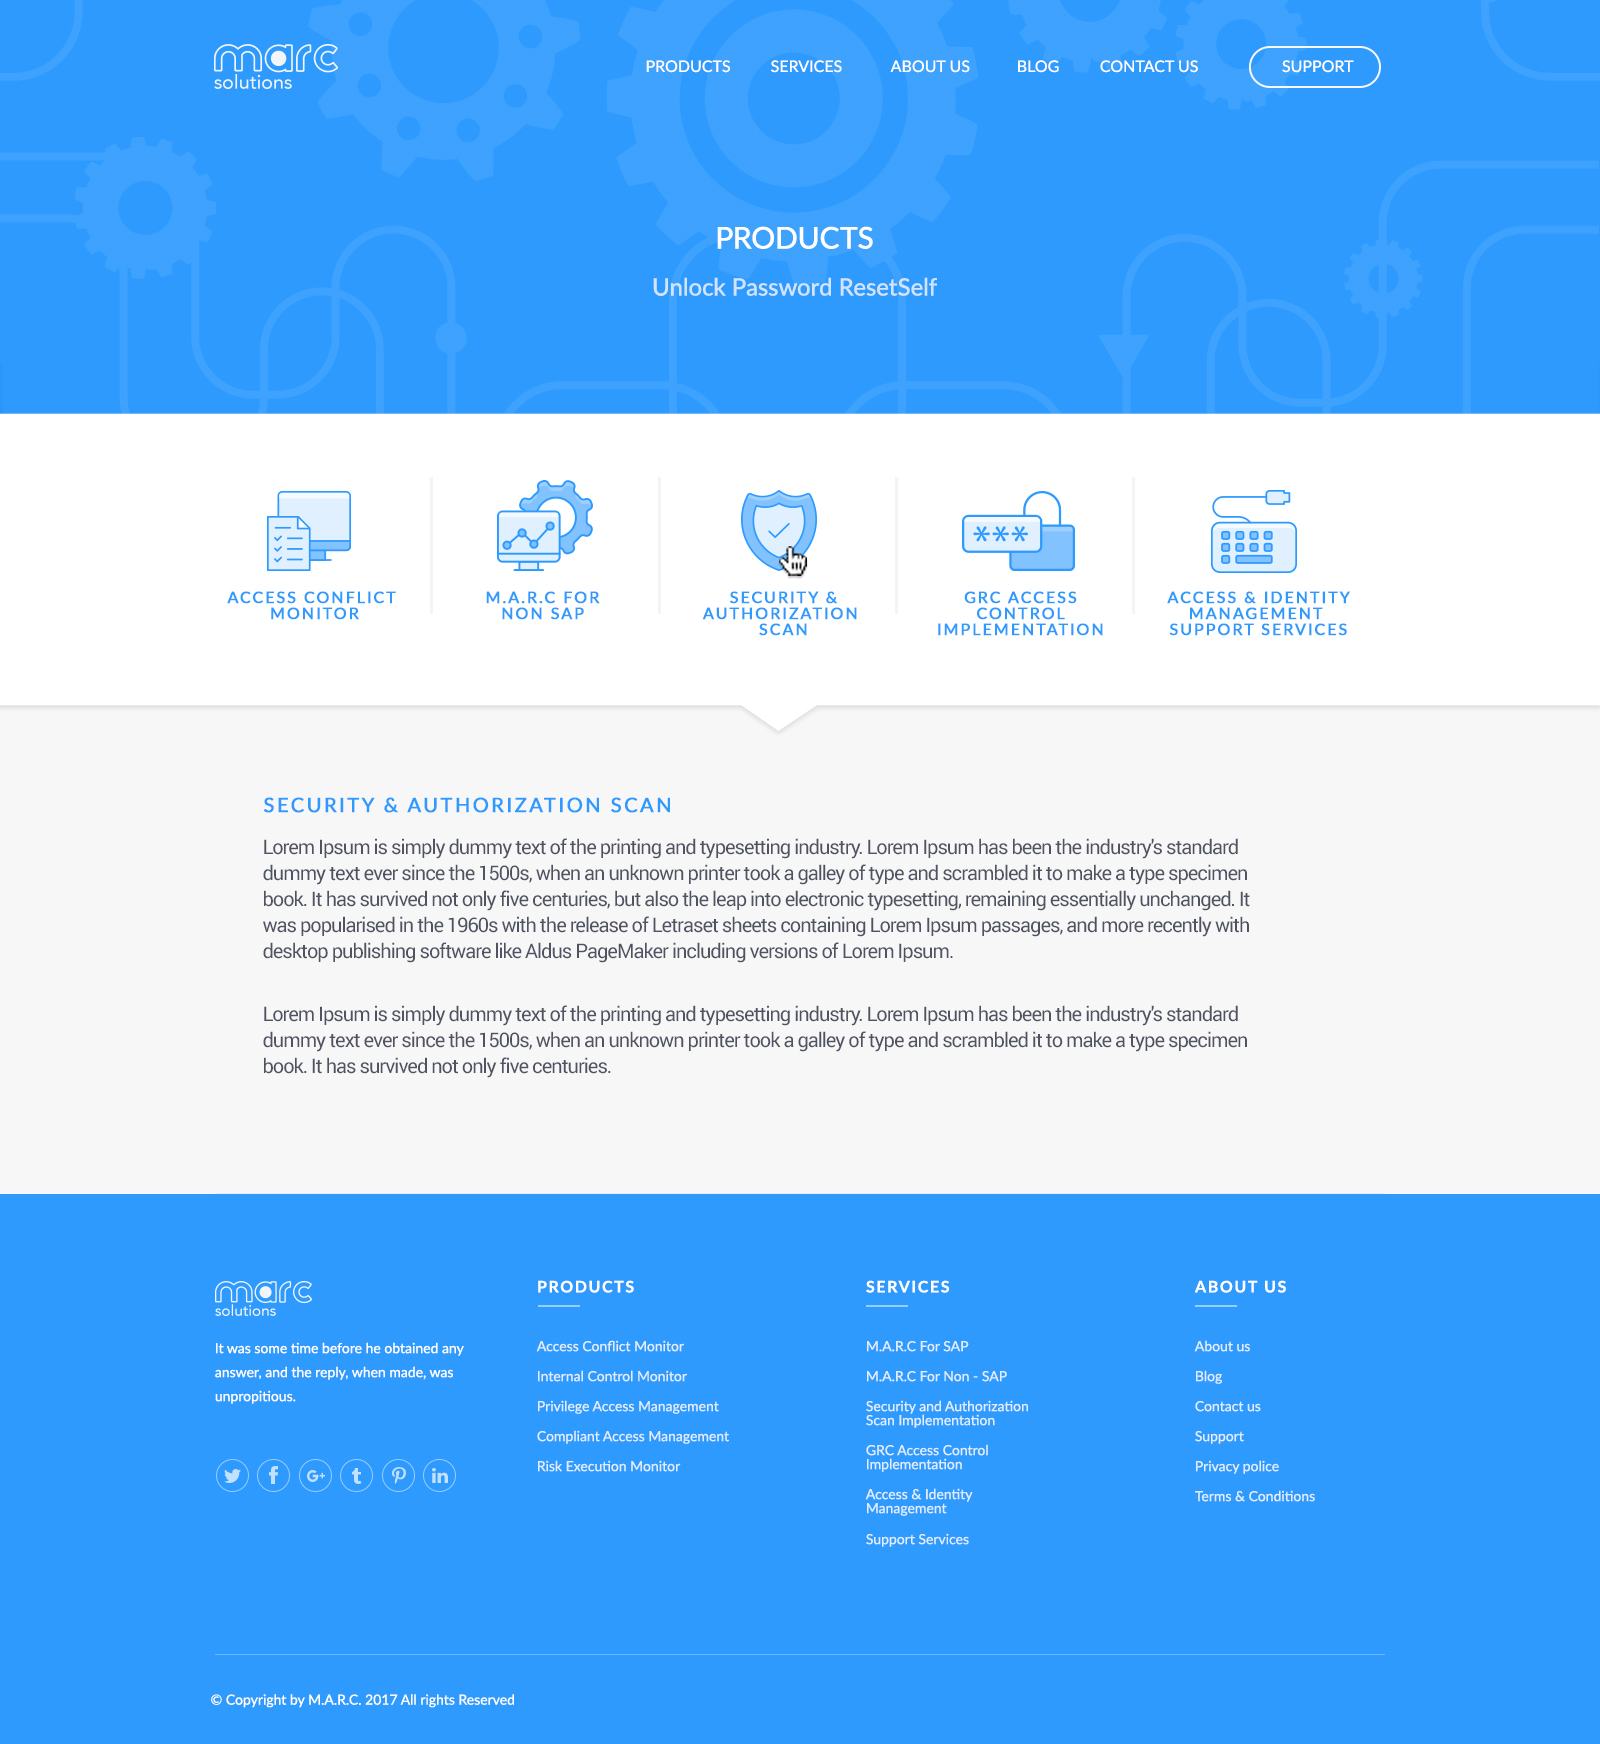 marc
solutions
PRODUCTS SERVICES ABOUT US BLOG CONTACT US SUPPORT
PRODUCTS
Unlock Password ResetSelf
ACCESS CONFLICT
MONITOR
M.A.R.C FOR
NON SAP
SECURITY &
AUTHORIZATION
SCAN
GRC ACCESS
CONTROL
IMPLEMENTATION
ACCESS & IDENTITY
MANAGEMENT
SUPPORT SERVICES
SECURITY & AUTHORIZATION SCAN
Lorem Ipsum is simply dummy text of the printing and typesetting industry. Lorem Ipsum has been the industry's standard
dummy text ever since the 1500s, when an unknown printer took a galley of type and scrambled it to make a type specimen
book. It has survived not only five centuries, but also the leap into electronic typesetting, remaining essentially unchanged. It
was popularised in the 1960s with the release of Letraset sheets containing Lorem Ipsum passages, and more recently with
desktop publishing software like Aldus PageMaker including versions of Lorem Ipsum.
Lorem Ipsum is simply dummy text of the printing and typesetting industry. Lorem Ipsum has been the industry's standard
dummy text ever since the 1500s, when an unknown printer took a galley of type and scrambled it to make a type specimen
book. It has survived not only five centuries.
marc
solutions
It was some time before he obtained any
answer, and the reply, when made, was
unpropitious.
PRODUCTS
Access Conflict Monitor
Internal Control Monitor
Privilege Access Management
Compliant Access Management
Risk Execution Monitor
SERVICES
M.A.R.C For SAP
M.A.R.C For Non - SAP
Security and Authorization
Scan Implementation
GRC Access Control
Implementation
Access & Identity
Management
Support Services
ABOUT US
About us
Blog
Contact us
Support
Privacy police
Terms & Conditions
© Copyright by M.A.R.C. 2017 All rights Reserved